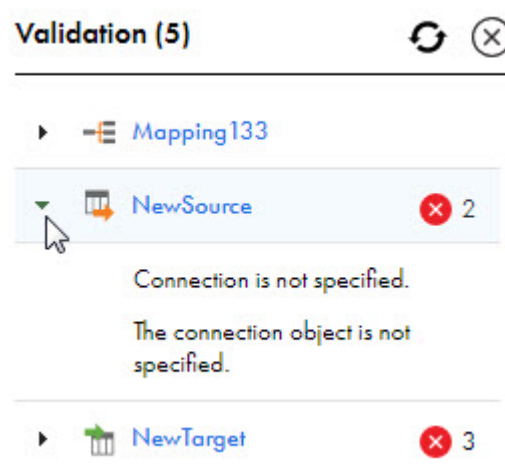 Validation (5)
Mapping133
NewSource 2
Connection is not specified.
The connection object is not
specified.
NewTarget 3